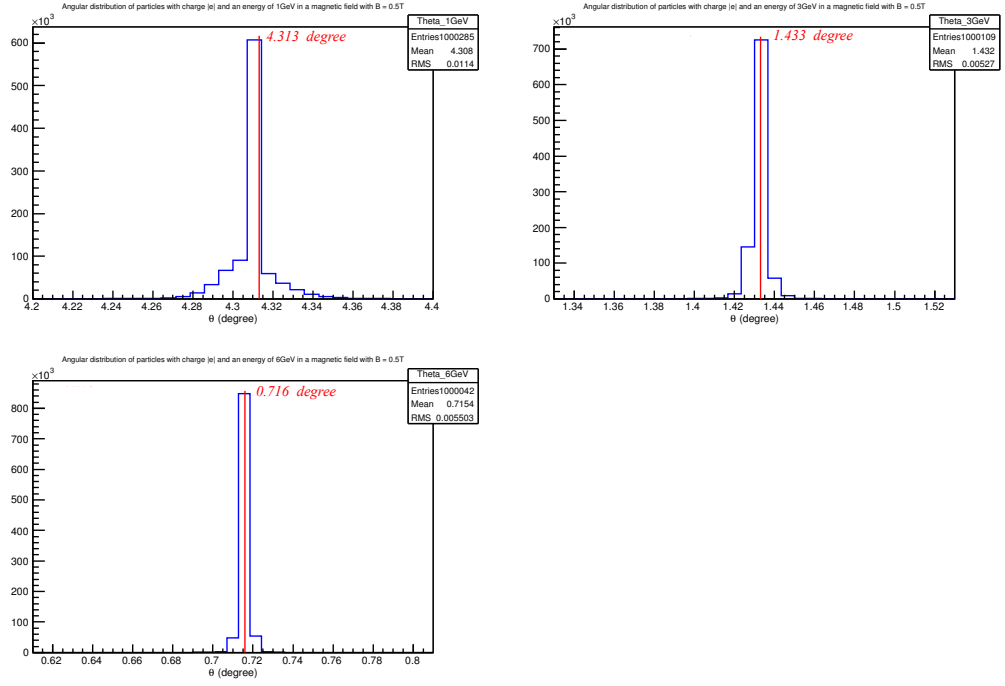 Angular distribution of particles with charge |e| and an energy of 1GeV in a magnetic field with B = 0.5T
×10³
Theta_1GeV
Entries1000285
Mean 4.308
RMS 0.0114
4.313 degree
600
500
400
300
200
100
0
4.2 4.22 4.24 4.26 4.28 4.3 4.32 4.34 4.36 4.38 4.4
θ (degree)
Angular distribution of particles with charge |e| and an energy of 3GeV in a magnetic field with B = 0.5T
×10³
Theta_3GeV
Entries1000109
Mean 1.432
RMS 0.00527
1.433 degree
700
600
500
400
300
200
100
0
1.34 1.36 1.38 1.4 1.42 1.44 1.46 1.48 1.5 1.52
θ (degree)
Angular distribution of particles with charge |e| and an energy of 6GeV in a magnetic field with B = 0.5T
×10³
Theta_6GeV
Entries1000042
Mean 0.7154
RMS 0.005503
0.716 degree
800
700
600
500
400
300
200
100
0
0.62 0.64 0.66 0.68 0.7 0.72 0.74 0.76 0.78 0.8
θ (degree)